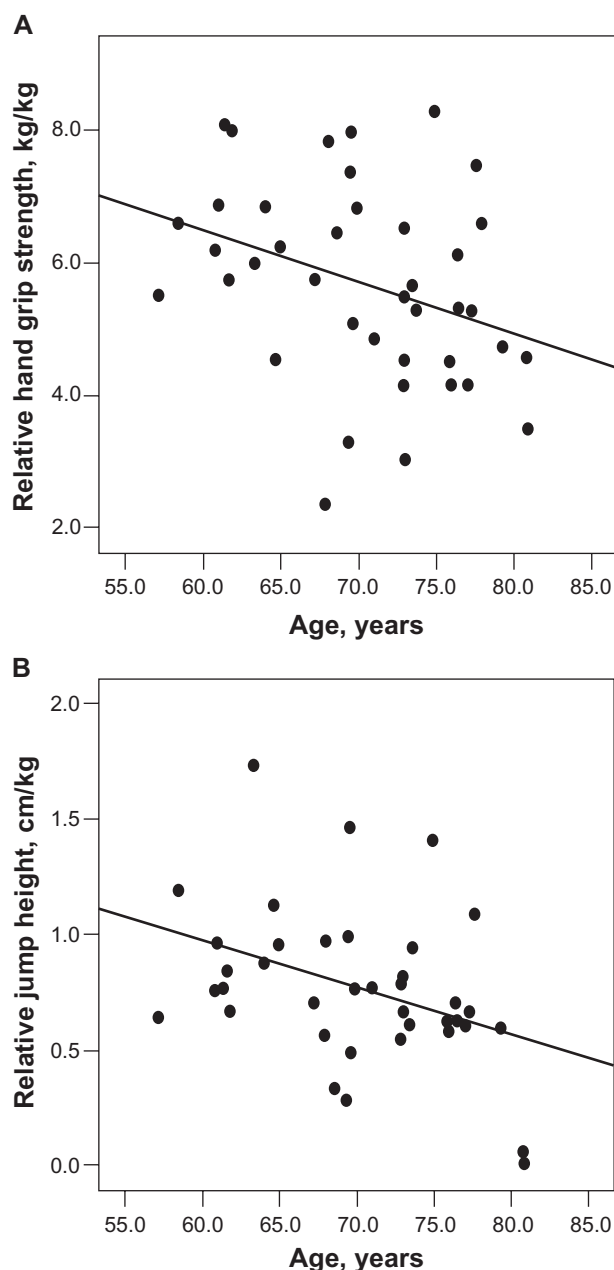 A
Relative hand grip strength, kg/kg
8.0
6.0
4.0
2.0
55.0 60.0 65.0 70.0 75.0 80.0 85.0
Age, years
B
Relative jump height, cm/kg
2.0
1.5
1.0
0.5
0.0
55.0 60.0 65.0 70.0 75.0 80.0 85.0
Age, years